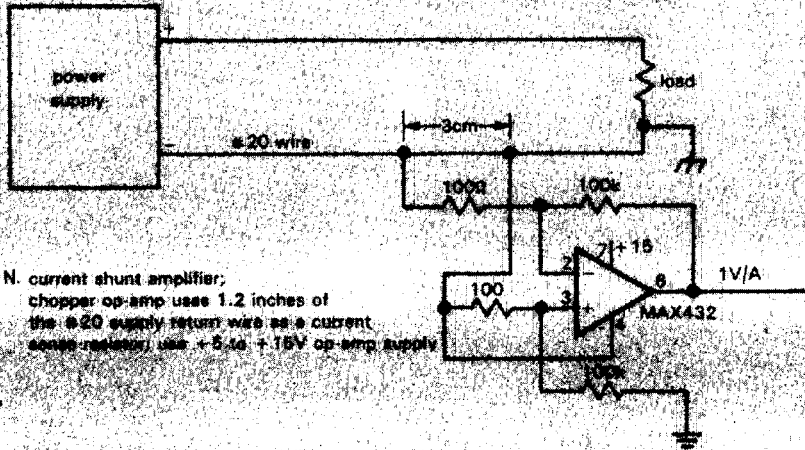 +
power
supply
load
3cm
−
#20 wire
100Ω
100k
7
+15
2
−
6
1V/A
100
3
+
4
MAX432
100k
N. current shunt amplifier;
chopper op-amp uses 1.2 inches of
the #20 supply return wire as a current
sense-resistor; use +5 to +15V op-amp supply